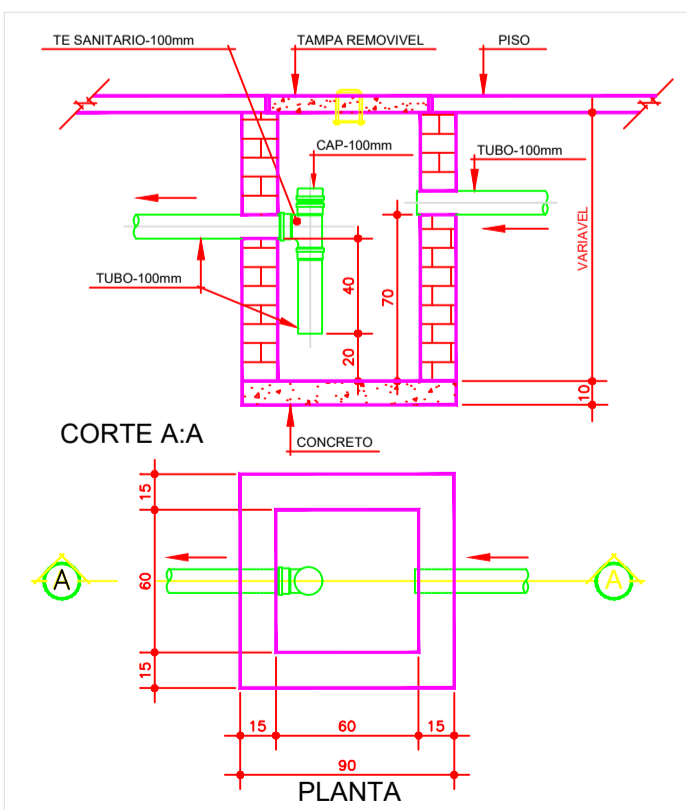 TE SANITARIO-100mm
TAMPA REMOVIVEL
PISO
CAP-100mm
TUBO-100mm
VARIAVEL
TUBO-100mm
40
70
20
10
CORTE A:A
CONCRETO
15
60
15
A
A
15
60
15
90
PLANTA